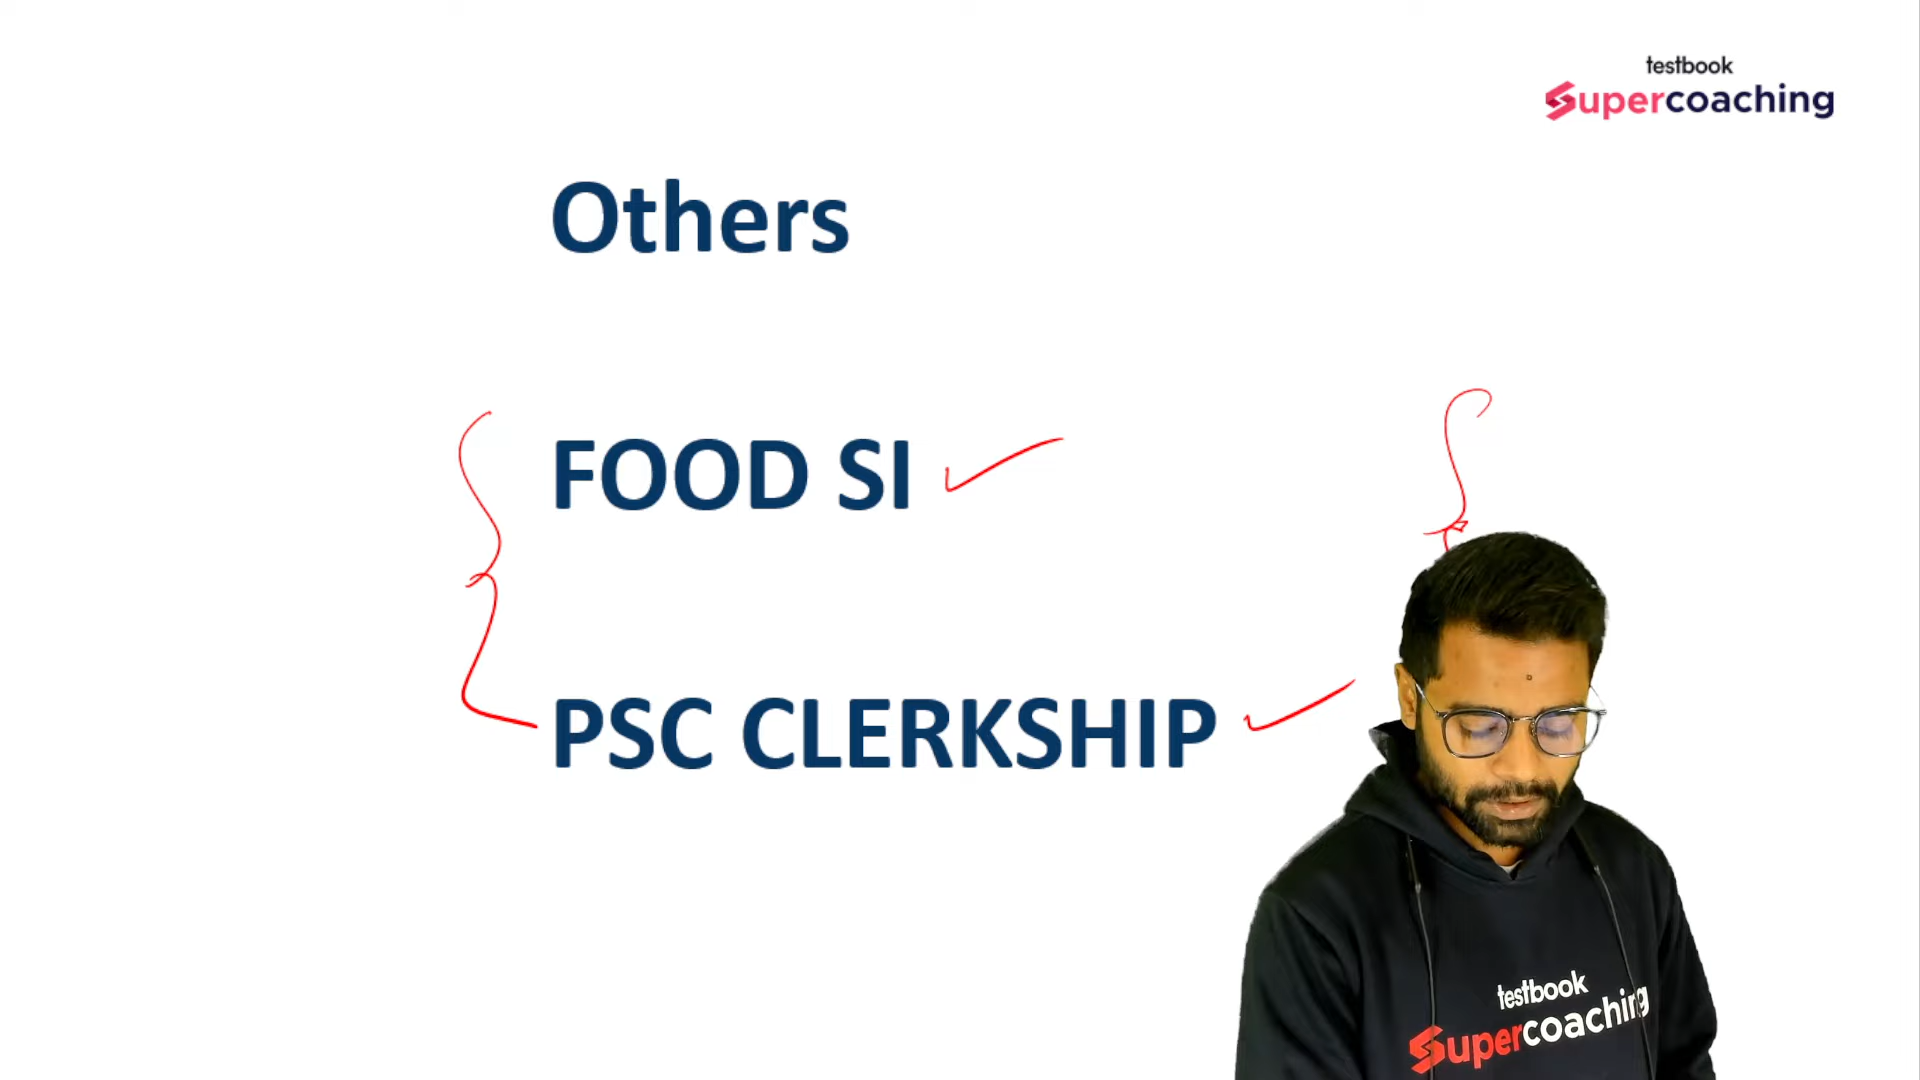 testbook
Supercoaching
Others
FOOD SI
PSC CLERKSHIP
testbook
Supercoaching